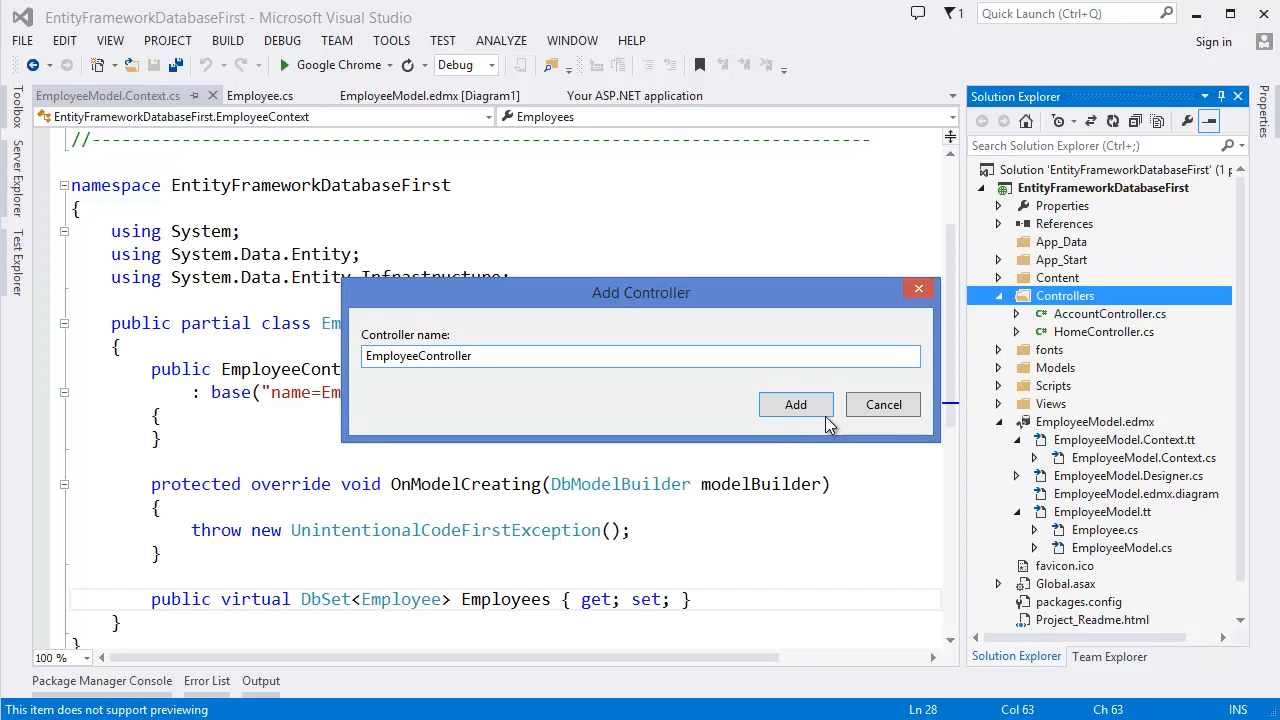 EntityFrameworkDatabaseFirst - Microsoft Visual Studio
1
Quick Launch (Ctrl+Q)
FILE EDIT VIEW PROJECT BUILD DEBUG TEAM TOOLS TEST ANALYZE WINDOW HELP
Sign in
Google Chrome
Debug
EmployeeModel.Context.cs Employee.cs EmployeeModel.edmx [Diagram1] Your ASP.NET application
EntityFrameworkDatabaseFirst.EmployeeContext Employees
Toolbox
Server Explorer
Test Explorer
//------------------------------------------------------------------------------
namespace EntityFrameworkDatabaseFirst
{
using System;
using System.Data.Entity;
using System.Data.Entity.Infrastructure;
public partial class Em
{
public EmployeeCont
: base("name=Em
{
}
protected override void OnModelCreating(DbModelBuilder modelBuilder)
{
throw new UnintentionalCodeFirstException();
}
public virtual DbSet<Employee> Employees { get; set; }
}
}
100 %
Add Controller
Controller name:
EmployeeController
Add
Cancel
Solution Explorer
Search Solution Explorer (Ctrl+;)
Solution 'EntityFrameworkDatabaseFirst' (1 p
EntityFrameworkDatabaseFirst
Properties
References
App_Data
App_Start
Content
Controllers
AccountController.cs
HomeController.cs
fonts
Models
Scripts
Views
EmployeeModel.edmx
EmployeeModel.Context.tt
EmployeeModel.Context.cs
EmployeeModel.Designer.cs
EmployeeModel.edmx.diagram
EmployeeModel.tt
Employee.cs
EmployeeModel.cs
favicon.ico
Global.asax
packages.config
Project_Readme.html
Solution Explorer Team Explorer
Properties
Package Manager Console Error List Output
This item does not support previewing
Ln 28 Col 63 Ch 63 INS